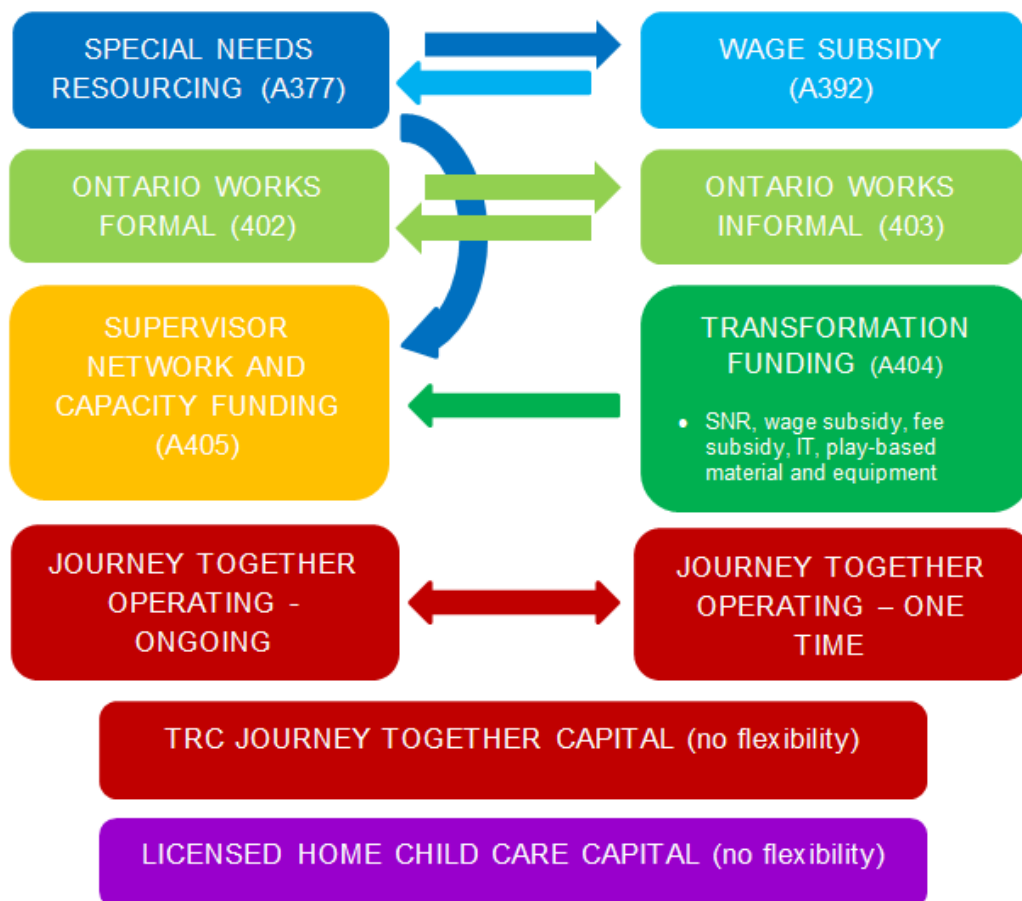 SPECIAL NEEDS
RESOURCING (A377)
WAGE SUBSIDY
(A392)
ONTARIO WORKS
FORMAL (402)
ONTARIO WORKS
INFORMAL (403)
SUPERVISOR
NETWORK AND
CAPACITY FUNDING
(A405)
TRANSFORMATION
FUNDING (A404)
• SNR, wage subsidy, fee
subsidy, IT, play-based
material and equipment
JOURNEY TOGETHER
OPERATING -
ONGOING
JOURNEY TOGETHER
OPERATING – ONE
TIME
TRC JOURNEY TOGETHER CAPITAL (no flexibility)
LICENSED HOME CHILD CARE CAPITAL (no flexibility)